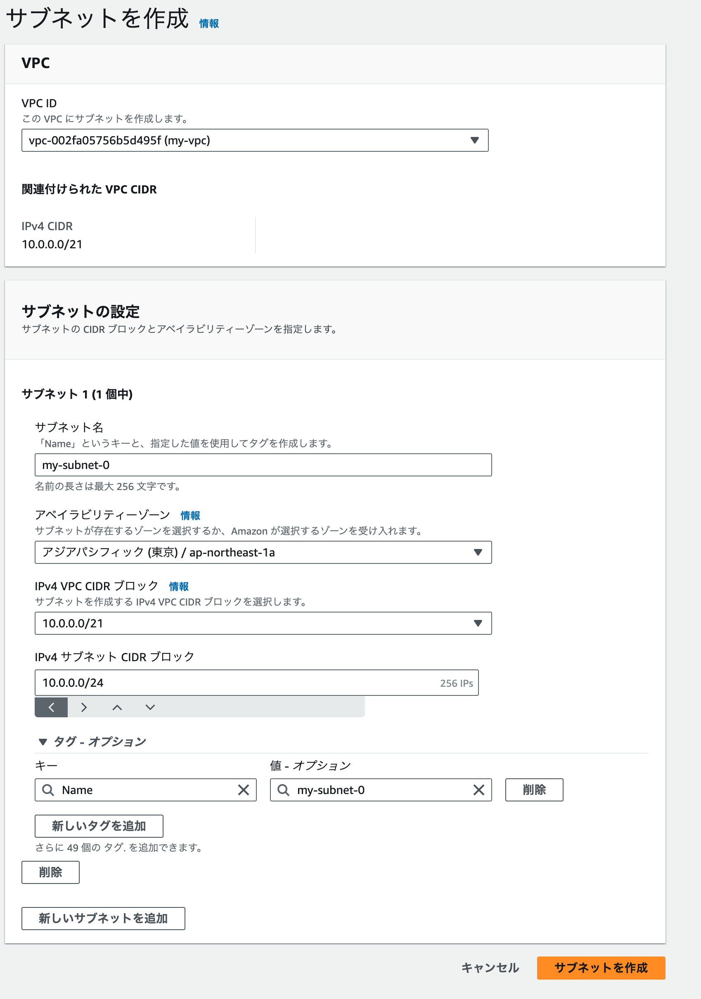 サブネットを作成 情報
VPC
VPC ID
この VPC にサブネットを作成します。
vpc-002fa05756b5d495f (my-vpc)
関連付けられた VPC CIDR
IPv4 CIDR
10.0.0.0/21
サブネットの設定
サブネットの CIDR ブロックとアベイラビリティーゾーンを指定します。
サブネット 1 (1 個中)
サブネット名
「Name」というキーと、指定した値を使用してタグを作成します。
my-subnet-0
名前の長さは最大 256 文字です。
アベイラビリティーゾーン 情報
サブネットが存在するゾーンを選択するか、Amazon が選択するゾーンを受け入れます。
アジアパシフィック (東京) / ap-northeast-1a
IPv4 VPC CIDR ブロック 情報
サブネットを作成する IPv4 VPC CIDR ブロックを選択します。
10.0.0.0/21
IPv4 サブネット CIDR ブロック
10.0.0.0/24 256 IPs
タグ - オプション
キー 値 - オプション
Name my-subnet-0 削除
新しいタグを追加
さらに 49 個の タグ. を追加できます。
削除
新しいサブネットを追加
キャンセル サブネットを作成